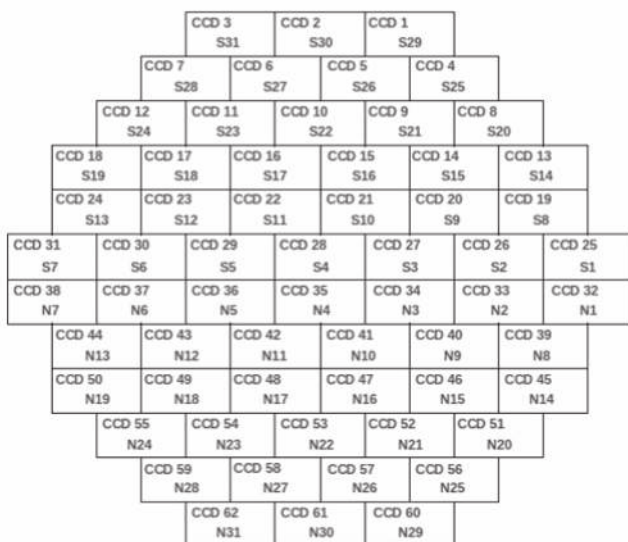 CCD 3 CCD 2 CCD 1
S31 S30 S29
CCD 7 CCD 6 CCD 5 CCD 4
S28 S27 S26 S25
CCD 12 CCD 11 CCD 10 CCD 9 CCD 8
S24 S23 S22 S21 S20
CCD 18 CCD 17 CCD 16 CCD 15 CCD 14 CCD 13
S19 S18 S17 S16 S15 S14
CCD 24 CCD 23 CCD 22 CCD 21 CCD 20 CCD 19
S13 S12 S11 S10 S9 S8
CCD 31 CCD 30 CCD 29 CCD 28 CCD 27 CCD 26 CCD 25
S7 S6 S5 S4 S3 S2 S1
CCD 38 CCD 37 CCD 36 CCD 35 CCD 34 CCD 33 CCD 32
N7 N6 N5 N4 N3 N2 N1
CCD 44 CCD 43 CCD 42 CCD 41 CCD 40 CCD 39
N13 N12 N11 N10 N9 N8
CCD 50 CCD 49 CCD 48 CCD 47 CCD 46 CCD 45
N19 N18 N17 N16 N15 N14
CCD 55 CCD 54 CCD 53 CCD 52 CCD 51
N24 N23 N22 N21 N20
CCD 59 CCD 58 CCD 57 CCD 56
N28 N27 N26 N25
CCD 62 CCD 61 CCD 60
N31 N30 N29